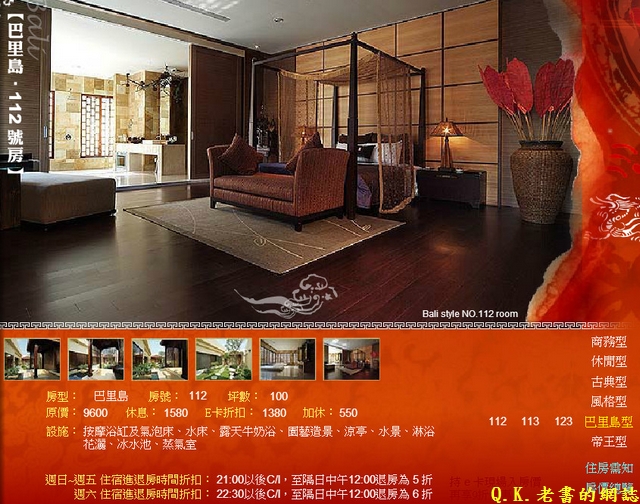 Bali
【巴里島・112 號房】
Bali style NO.112 room
商務型
休閒型
古典型
風格型
112 113 123 巴里島型
帝王型
住房需知
房型： 巴里島 房號： 112 坪數： 100
原價： 9600 休息： 1580 E卡折扣： 1380 加休： 550
設施： 按摩浴缸及氣泡床、水床、露天牛奶浴、園藝造景、涼亭、水景、淋浴
花灑、冰水池、蒸氣室
週日~週五 住宿進退房時間折扣： 21:00以後C/I，至隔日中午12:00退房為 5 折
週六 住宿進退房時間折扣： 22:30以後C/I，至隔日中午12:00退房為 6 折
Q.K.老書的網誌